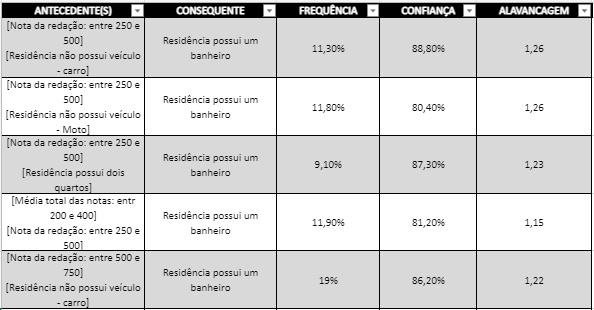 ANTECEDENTE(S) CONSEQUENTE FREQUÊNCIA CONFIANÇA ALAVANCAGEM
[Nota da redação: entre 250 e
500]
[Residência não possui veículo
- carro]
Residência possui um
banheiro
11,30%
88,80%
1,26
[Nota da redação: entre 250 e
500]
[Residência não possui veículo
- Moto]
Residência possui um
banheiro
11,80%
80,40%
1,26
[Nota da redação: entre 250 e
500]
[Residência possui dois
quartos]
Residência possui um
banheiro
9,10%
87,30%
1,23
[Média total das notas: entr
200 e 400]
[Nota da redação: entre 250 e
500]
Residência possui um
banheiro
11,90%
81,20%
1,15
[Nota da redação: entre 500 e
750]
[Residência não possui veículo
- carro]
Residência possui um
banheiro
19%
86,20%
1,22